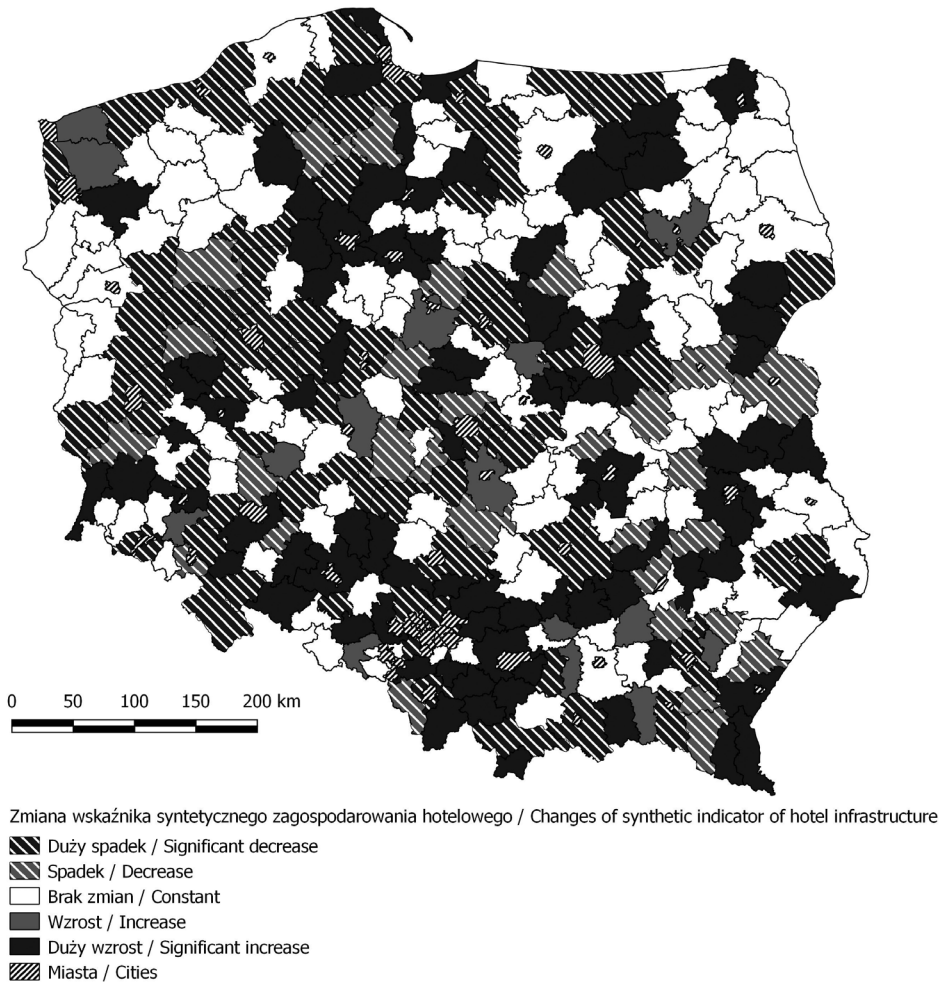 0 50 100 150 200 km
Zmiana wskaźnika syntetycznego zagospodarowania hotelowego / Changes of synthetic indicator of hotel infrastructure
Duży spadek / Significant decrease
Spadek / Decrease
Brak zmian / Constant
Wzrost / Increase
Duży wzrost / Significant increase
Miasta / Cities